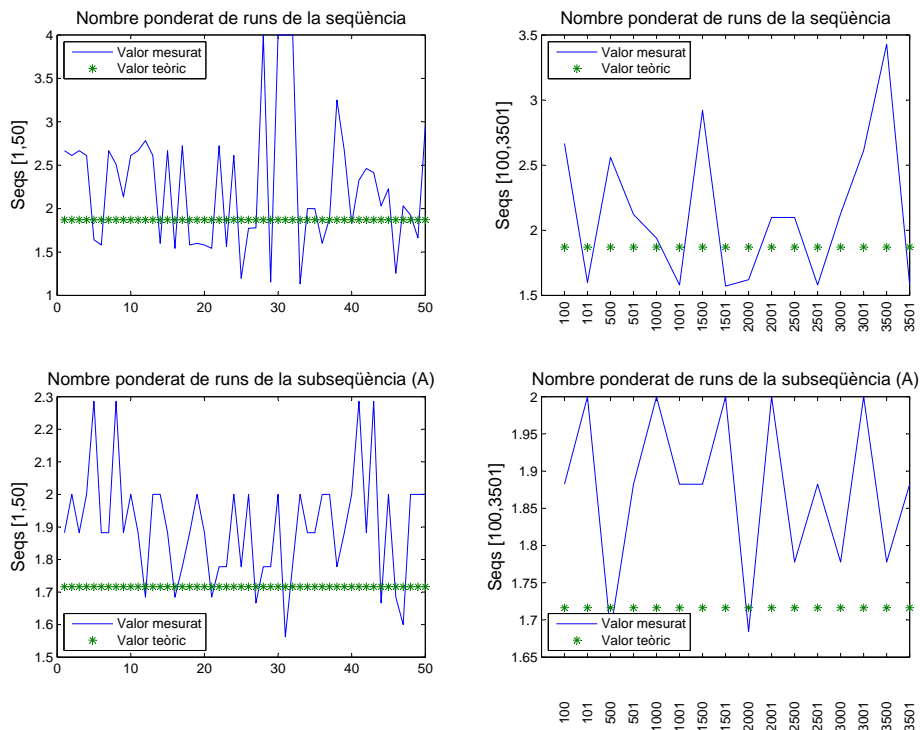 Nombre ponderat de runs de la seqüència
4
3.5
3
2.5
2
1.5
1
Seqs [1,50]
Valor mesurat
Valor teòric
0 10 20 30 40 50
Nombre ponderat de runs de la seqüència
3.5
3
2.5
2
1.5
Seqs [100,3501]
Valor mesurat
Valor teòric
100 101 500 501 1000 1001 1500 1501 2000 2001 2500 2501 3000 3001 3500 3501
Nombre ponderat de runs de la subseqüència (A)
2.3
2.2
2.1
2
1.9
1.8
1.7
1.6
1.5
Seqs [1,50]
Valor mesurat
Valor teòric
0 10 20 30 40 50
Nombre ponderat de runs de la subseqüència (A)
2
1.95
1.9
1.85
1.8
1.75
1.7
1.65
Seqs [100,3501]
Valor mesurat
Valor teòric
100 101 500 501 1000 1001 1500 1501 2000 2001 2500 2501 3000 3001 3500 3501